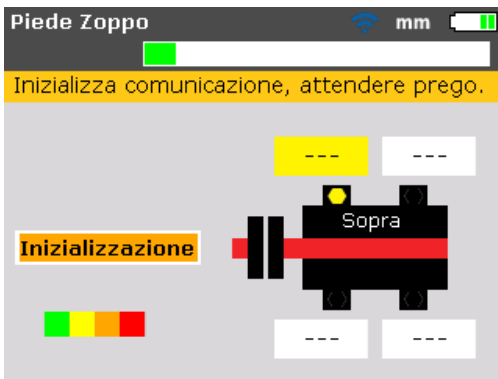 Piede Zoppo mm
Inizializza comunicazione, attendere prego.
--- ---
Sopra
Inizializzazione
--- ---